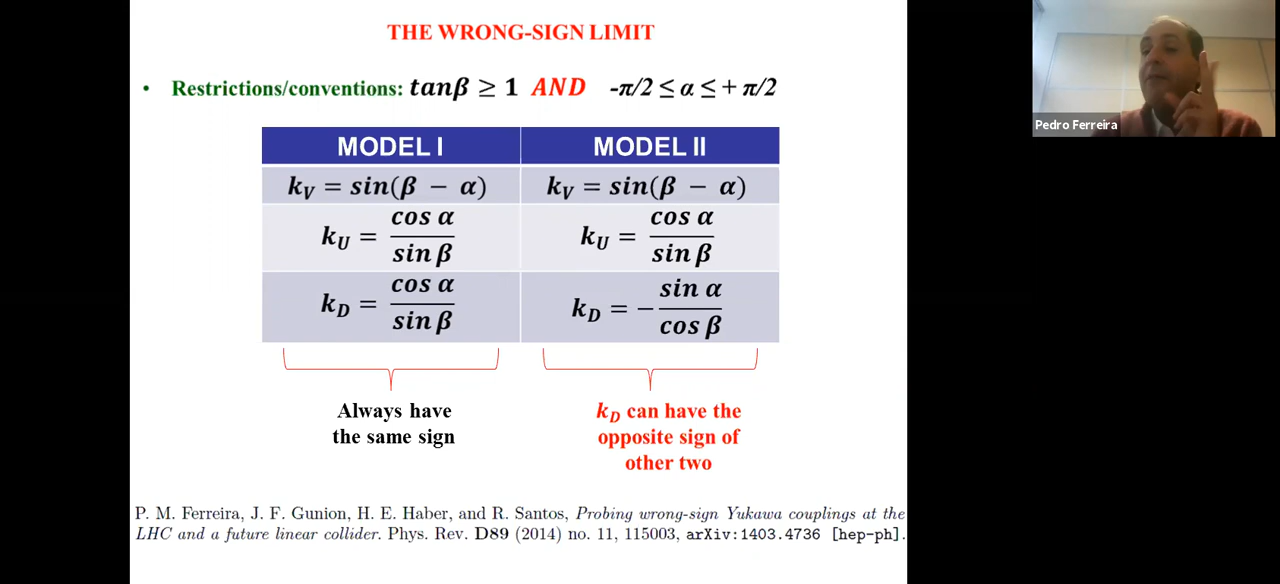 THE WRONG-SIGN LIMIT
• Restrictions/conventions: tanβ ≥ 1 AND -π/2 ≤ α ≤ + π/2
MODEL I
MODEL II
k_V = sin(β − α)
k_V = sin(β − α)
k_U = cos α / sin β
k_U = cos α / sin β
k_D = cos α / sin β
k_D = − sin α / cos β
Always have
the same sign
k_D can have the
opposite sign of
other two
P. M. Ferreira, J. F. Gunion, H. E. Haber, and R. Santos, Probing wrong-sign Yukawa couplings at the
LHC and a future linear collider. Phys. Rev. D89 (2014) no. 11, 115003, arXiv:1403.4736 [hep-ph].
Pedro Ferreira